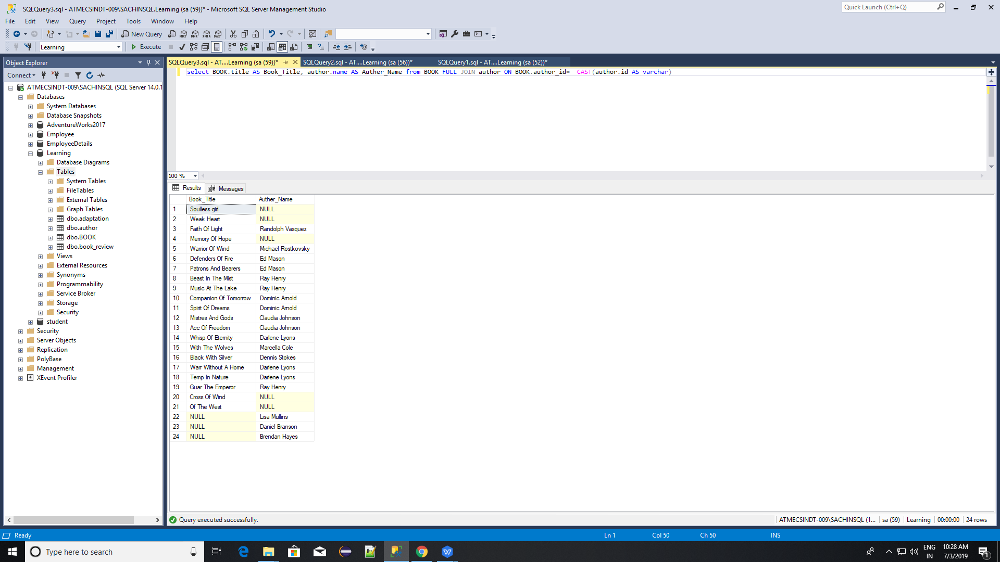 SQLQuery3.sql - ATMECSINDT-009\SACHINSQL.Learning (sa (59))* - Microsoft SQL Server Management Studio
Quick Launch (Ctrl+Q)
File Edit View Query Project Tools Window Help
New Query MDX DMX XMLA DAX
Learning Execute
Object Explorer
SQLQuery3.sql - AT....Learning (sa (59))* SQLQuery2.sql - AT....Learning (sa (56))* SQLQuery1.sql - AT....Learning (sa (52))*
select BOOK.title AS Book_Title, author.name AS Auther_Name from BOOK FULL JOIN author ON BOOK.author_id= CAST(author.id AS varchar)
Connect
ATMECSINDT-009\SACHINSQL (SQL Server 14.0.1
Databases
System Databases
Database Snapshots
AdventureWorks2017
Employee
EmployeeDetails
Learning
Database Diagrams
Tables
System Tables
FileTables
External Tables
Graph Tables
dbo.adaptation
dbo.author
dbo.BOOK
dbo.book_review
Views
External Resources
Synonyms
Programmability
Service Broker
Storage
Security
student
Security
Server Objects
Replication
PolyBase
Management
XEvent Profiler
100 %
Results Messages
Book_Title Auther_Name
1 Soulless girl NULL
2 Weak Heart NULL
3 Faith Of Light Randolph Vasquez
4 Memory Of Hope NULL
5 Warrior Of Wind Michael Rostkovsky
6 Defenders Of Fire Ed Mason
7 Patrons And Bearers Ed Mason
8 Beast In The Mist Ray Henry
9 Music At The Lake Ray Henry
10 Companion Of Tomorrow Dominic Arnold
11 Spirit Of Dreams Dominic Arnold
12 Mistres And Gods Claudia Johnson
13 Acc Of Freedom Claudia Johnson
14 Whisp Of Eternity Darlene Lyons
15 With The Wolves Marcella Cole
16 Black With Silver Dennis Stokes
17 Warr Without A Home Darlene Lyons
18 Temp In Nature Darlene Lyons
19 Guar The Emperor Ray Henry
20 Cross Of Wind NULL
21 Of The West NULL
22 NULL Lisa Mullins
23 NULL Daniel Branson
24 NULL Brendan Hayes
Query executed successfully. ATMECSINDT-009\SACHINSQL (1... sa (59) Learning 00:00:00 24 rows
Ready Ln 1 Col 50 Ch 50 INS
Type here to search
ENG 10:28 AM
IN 7/3/2019 1